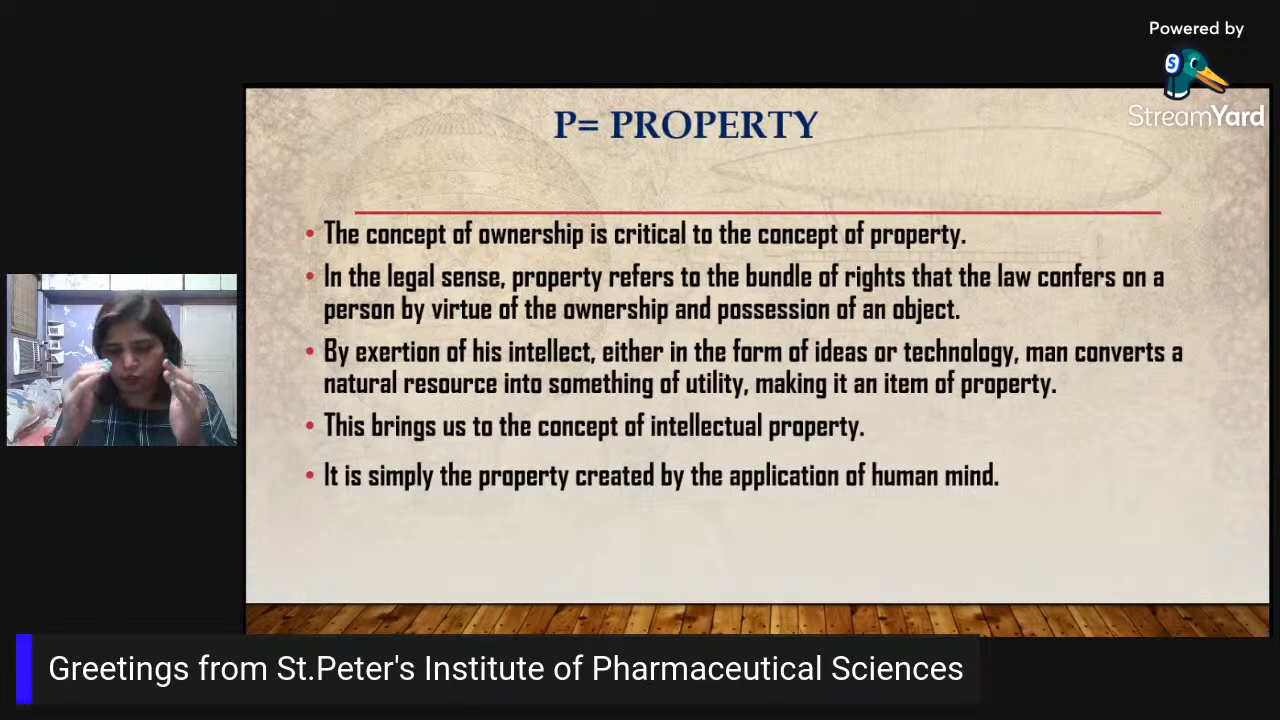 Powered by
StreamYard
P= PROPERTY
• The concept of ownership is critical to the concept of property.
• In the legal sense, property refers to the bundle of rights that the law confers on a
person by virtue of the ownership and possession of an object.
• By exertion of his intellect, either in the form of ideas or technology, man converts a
natural resource into something of utility, making it an item of property.
• This brings us to the concept of intellectual property.
• It is simply the property created by the application of human mind.
Greetings from St.Peter's Institute of Pharmaceutical Sciences